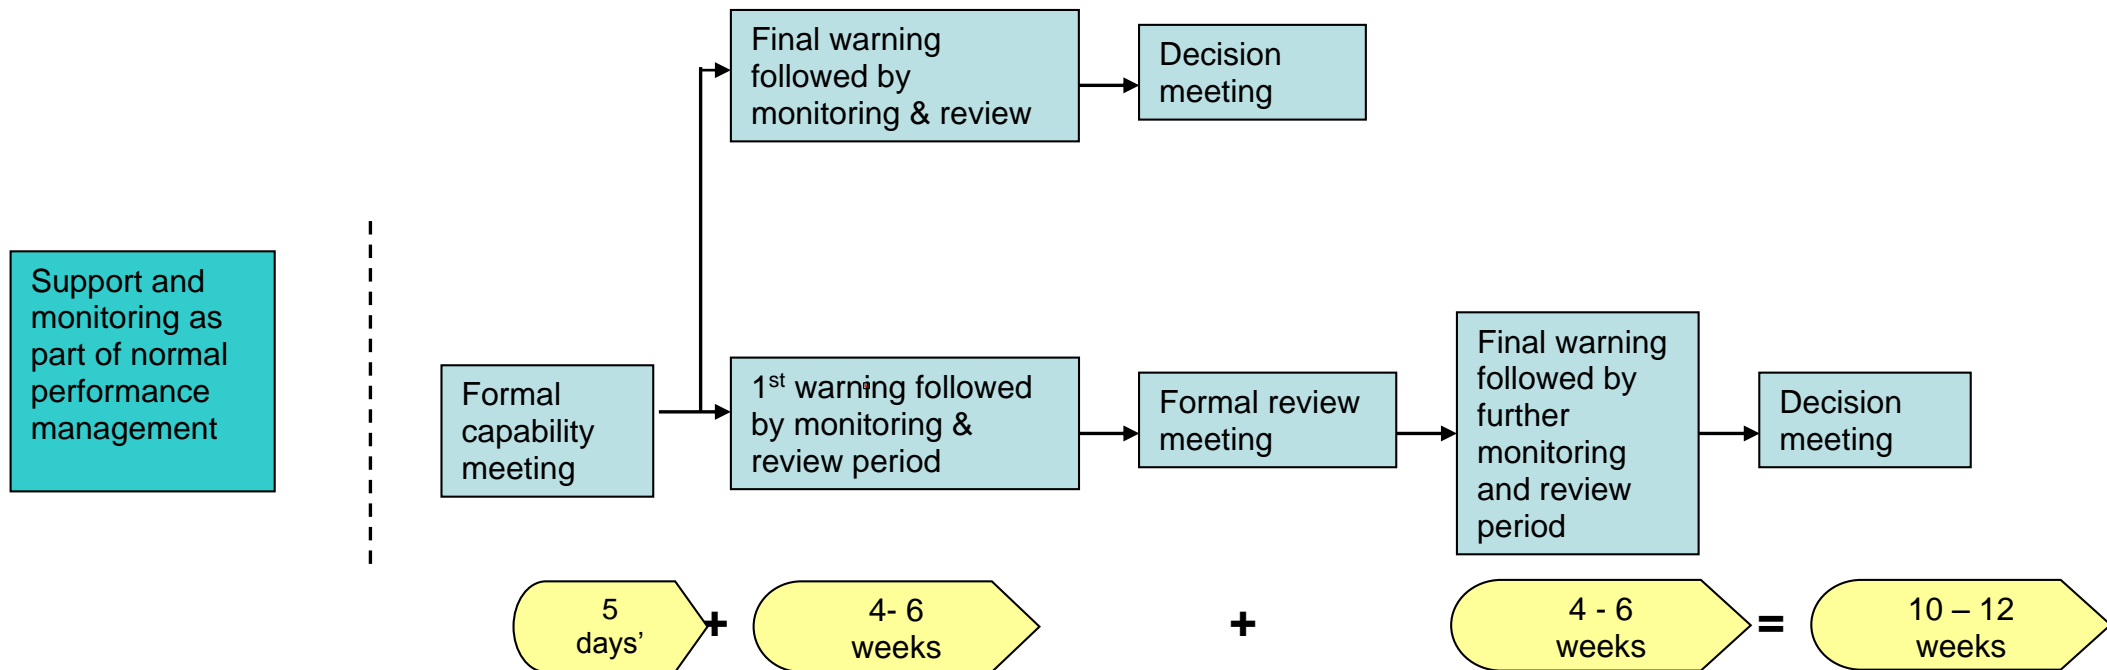 Final warning
followed by
monitoring & review
Decision
meeting
Support and
monitoring as
part of normal
performance
management
Formal
capability
meeting
1st warning followed
by monitoring &
review period
Formal review
meeting
Final warning
followed by
further
monitoring
and review
period
Decision
meeting
5
days’
+
4- 6
weeks
+
4 - 6
weeks
=
10 – 12
weeks